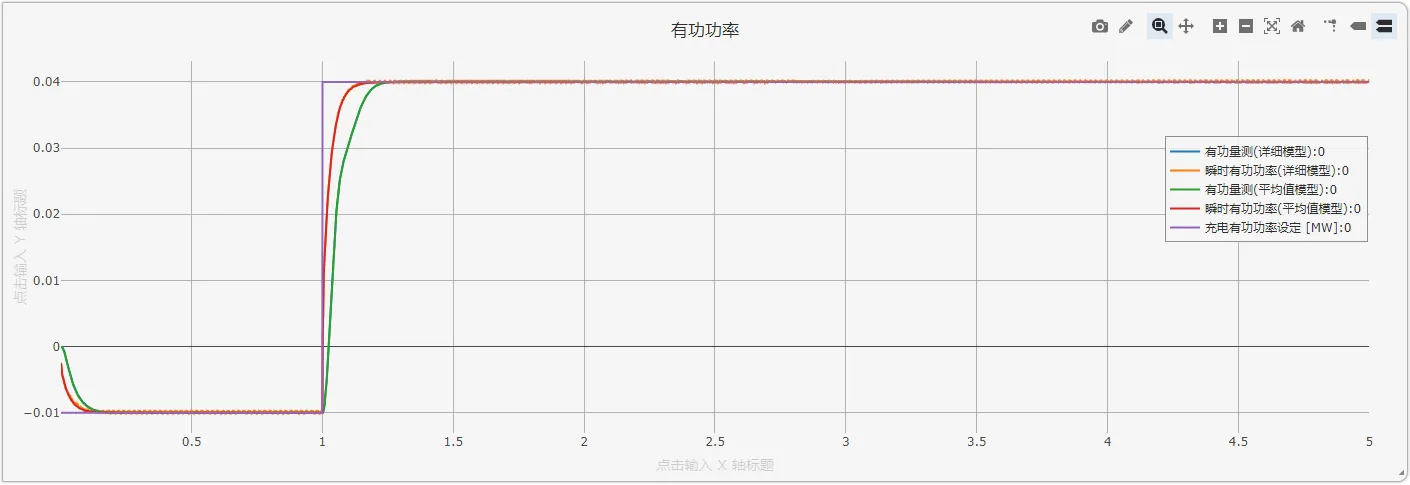 有功功率
0.04
0.03
0.02
0.01
0
−0.01
点击输入 Y 轴标题
有功量测(详细模型):0
瞬时有功功率(详细模型):0
有功量测(平均值模型):0
瞬时有功功率(平均值模型):0
充电有功功率设定 [MW]:0
0.5 1 1.5 2 2.5 3 3.5 4 4.5 5
点击输入 X 轴标题